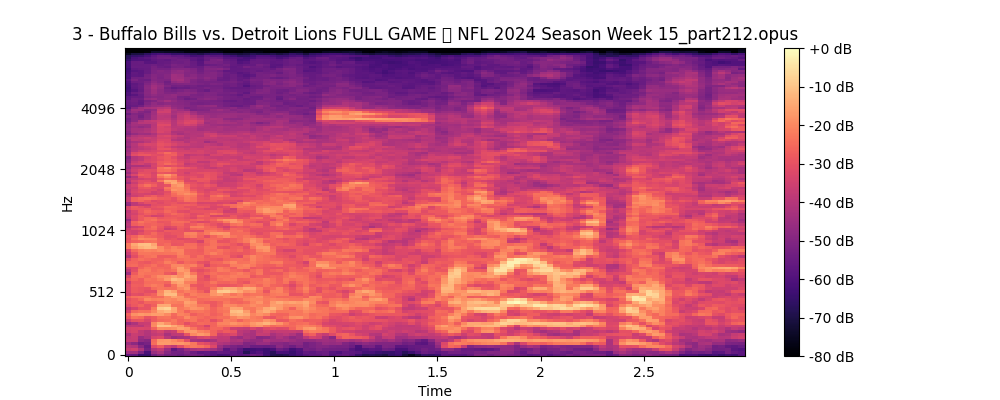 3 - Buffalo Bills vs. Detroit Lions FULL GAME ▯ NFL 2024 Season Week 15_part212.opus
+0 dB
4096
-10 dB
-20 dB
2048
-30 dB
Hz
-40 dB
1024
-50 dB
512
-60 dB
-70 dB
0
-80 dB
0 0.5 1 1.5 2 2.5
Time